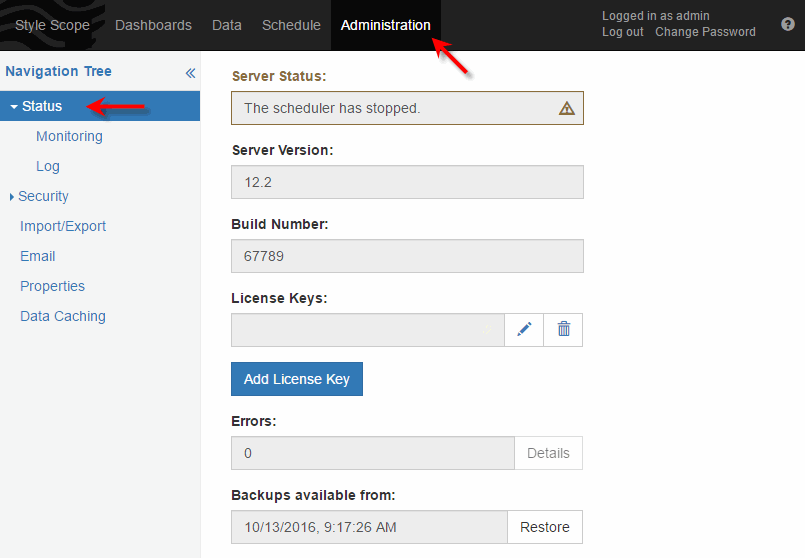 Style Scope Dashboards Data Schedule Administration
Logged in as admin
Log out Change Password
?
Navigation Tree «
Status
Monitoring
Log
Security
Import/Export
Email
Properties
Data Caching
Server Status:
The scheduler has stopped.
Server Version:
12.2
Build Number:
67789
License Keys:
Add License Key
Errors:
0 Details
Backups available from:
10/13/2016, 9:17:26 AM Restore